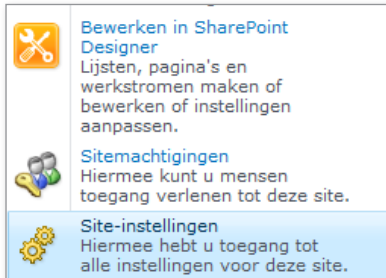 Bewerken in SharePoint
Designer
Lijsten, pagina's en
werkstromen maken of
bewerken of instellingen
aanpassen.
Sitemachtigingen
Hiermee kunt u mensen
toegang verlenen tot deze site.
Site-instellingen
Hiermee hebt u toegang tot
alle instellingen voor deze site.